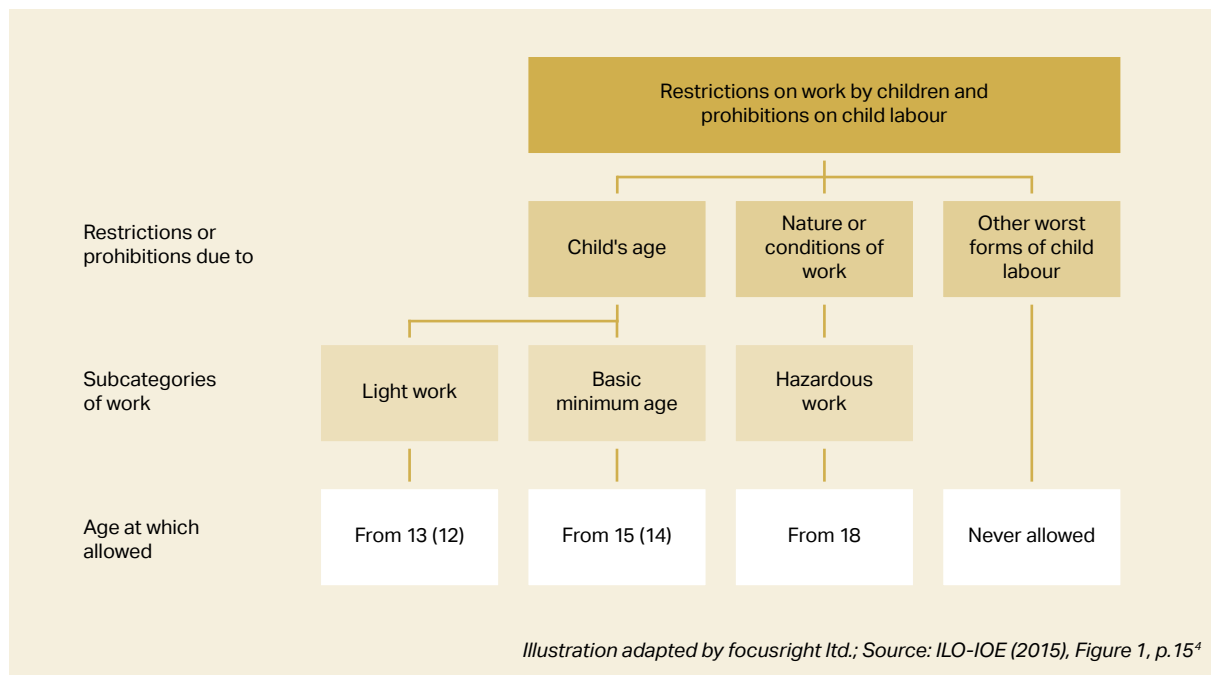 Restrictions on work by children and
prohibitions on child labour
Restrictions or
prohibitions due to
Child's age
Nature or
conditions of
work
Other worst
forms of child
labour
Subcategories
of work
Light work
Basic
minimum age
Hazardous
work
Age at which
allowed
From 13 (12)
From 15 (14)
From 18
Never allowed
Illustration adapted by focusright ltd.; Source: ILO-IOE (2015), Figure 1, p.15⁴